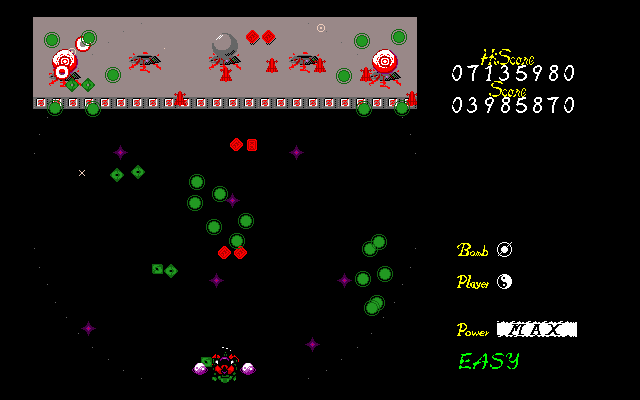 HiScore
07135980
Score
03985870
Bomb
Player
Power MAX
EASY